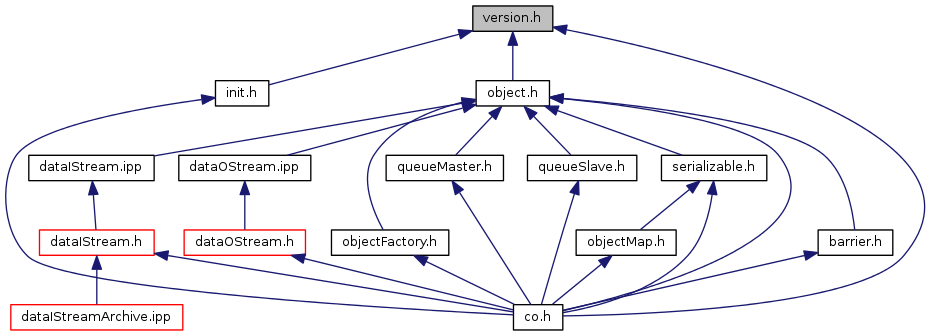 version.h
init.h
object.h
dataIStream.ipp
dataOStream.ipp
queueMaster.h
queueSlave.h
serializable.h
dataIStream.h
dataOStream.h
objectFactory.h
objectMap.h
barrier.h
dataIStreamArchive.ipp
co.h